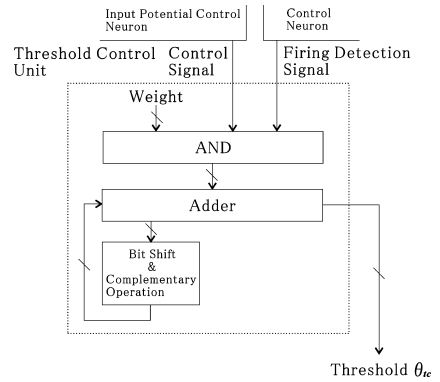 Input Potential Control
Neuron
Control
Neuron
Threshold Control
Unit
Control
Signal
Firing Detection
Signal
Weight
AND
Adder
Bit Shift
&
Complementary
Operation
Threshold θtc